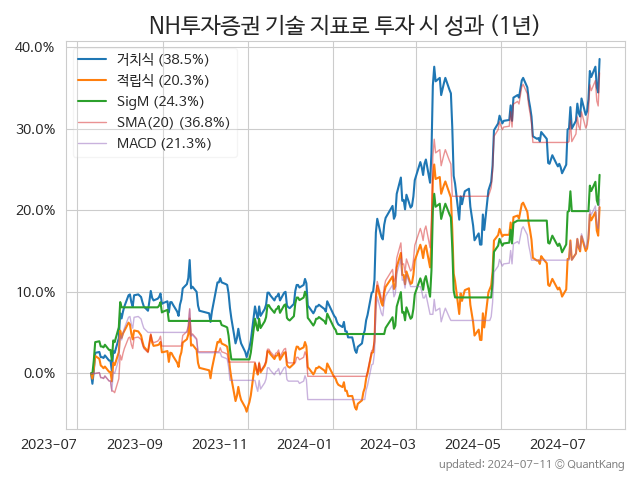 NH투자증권 기술 지표로 투자 시 성과 (1년)
40.0%
30.0%
20.0%
10.0%
0.0%
거치식 (38.5%)
적립식 (20.3%)
SigM (24.3%)
SMA(20) (36.8%)
MACD (21.3%)
2023-07
2023-09
2023-11
2024-01
2024-03
2024-05
2024-07
updated: 2024-07-11 © QuantKang